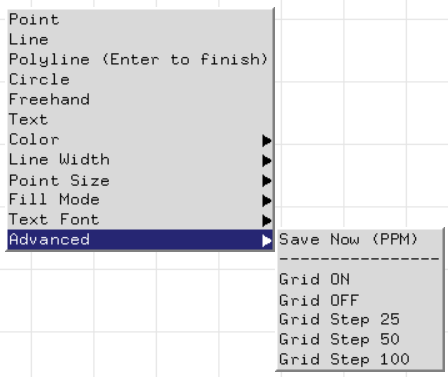 Point
Line
Polyline (Enter to finish)
Circle
Freehand
Text
Color
Line Width
Point Size
Fill Mode
Text Font
Advanced
Save Now (PPM)
----------------
Grid ON
Grid OFF
Grid Step 25
Grid Step 50
Grid Step 100